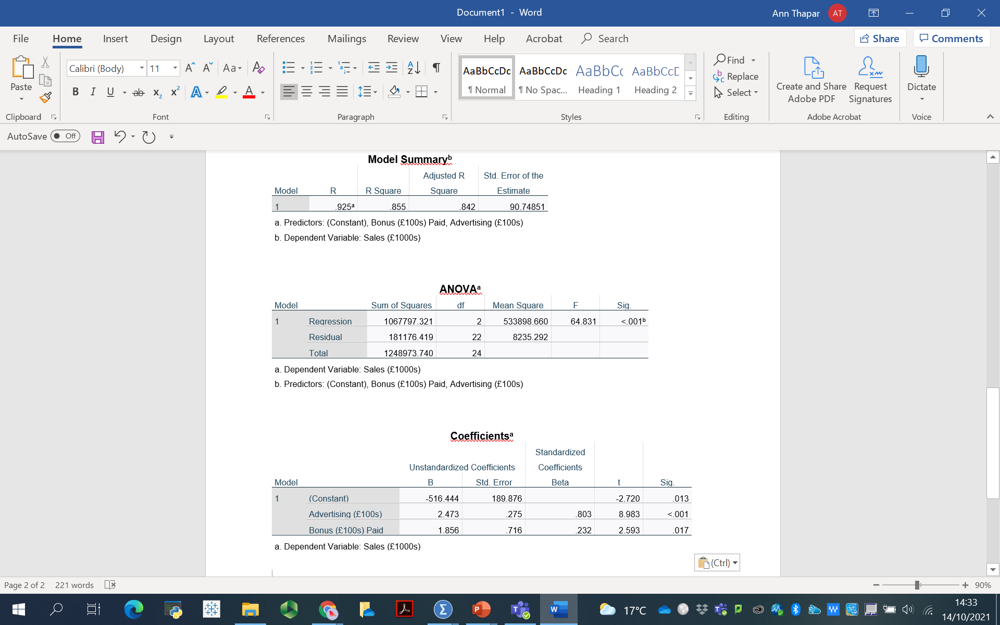 Document1 - Word
Ann Thapar AT
File Home Insert Design Layout References Mailings Review View Help Acrobat Search Share Comments
Paste
Clipboard
Calibri (Body) 11
Font
Paragraph
AaBbCcDc AaBbCcDc AaBbCc AaBbCcE
¶ Normal ¶ No Spac... Heading 1 Heading 2
Styles
Find
Replace
Select
Editing
Create and Share Adobe PDF
Request Signatures
Adobe Acrobat
Dictate
Voice
AutoSave Off
Model Summaryᵇ
Model R R Square Adjusted R Square Std. Error of the Estimate
1 .925ᵃ .855 .842 90.74851
a. Predictors: (Constant), Bonus (£100s) Paid, Advertising (£100s)
b. Dependent Variable: Sales (£1000s)
ANOVAᵃ
Model Sum of Squares df Mean Square F Sig.
1 Regression 1067797.321 2 533898.660 64.831 <.001ᵇ
Residual 181176.419 22 8235.292
Total 1248973.740 24
a. Dependent Variable: Sales (£1000s)
b. Predictors: (Constant), Bonus (£100s) Paid, Advertising (£100s)
Coefficientsᵃ
Model Unstandardized Coefficients Standardized Coefficients t Sig.
B Std. Error Beta
1 (Constant) -516.444 189.876 -2.720 .013
Advertising (£100s) 2.473 .275 .803 8.983 <.001
Bonus (£100s) Paid 1.856 .716 .232 2.593 .017
a. Dependent Variable: Sales (£1000s)
(Ctrl)
Page 2 of 2 221 words 90%
17°C
14:33
14/10/2021